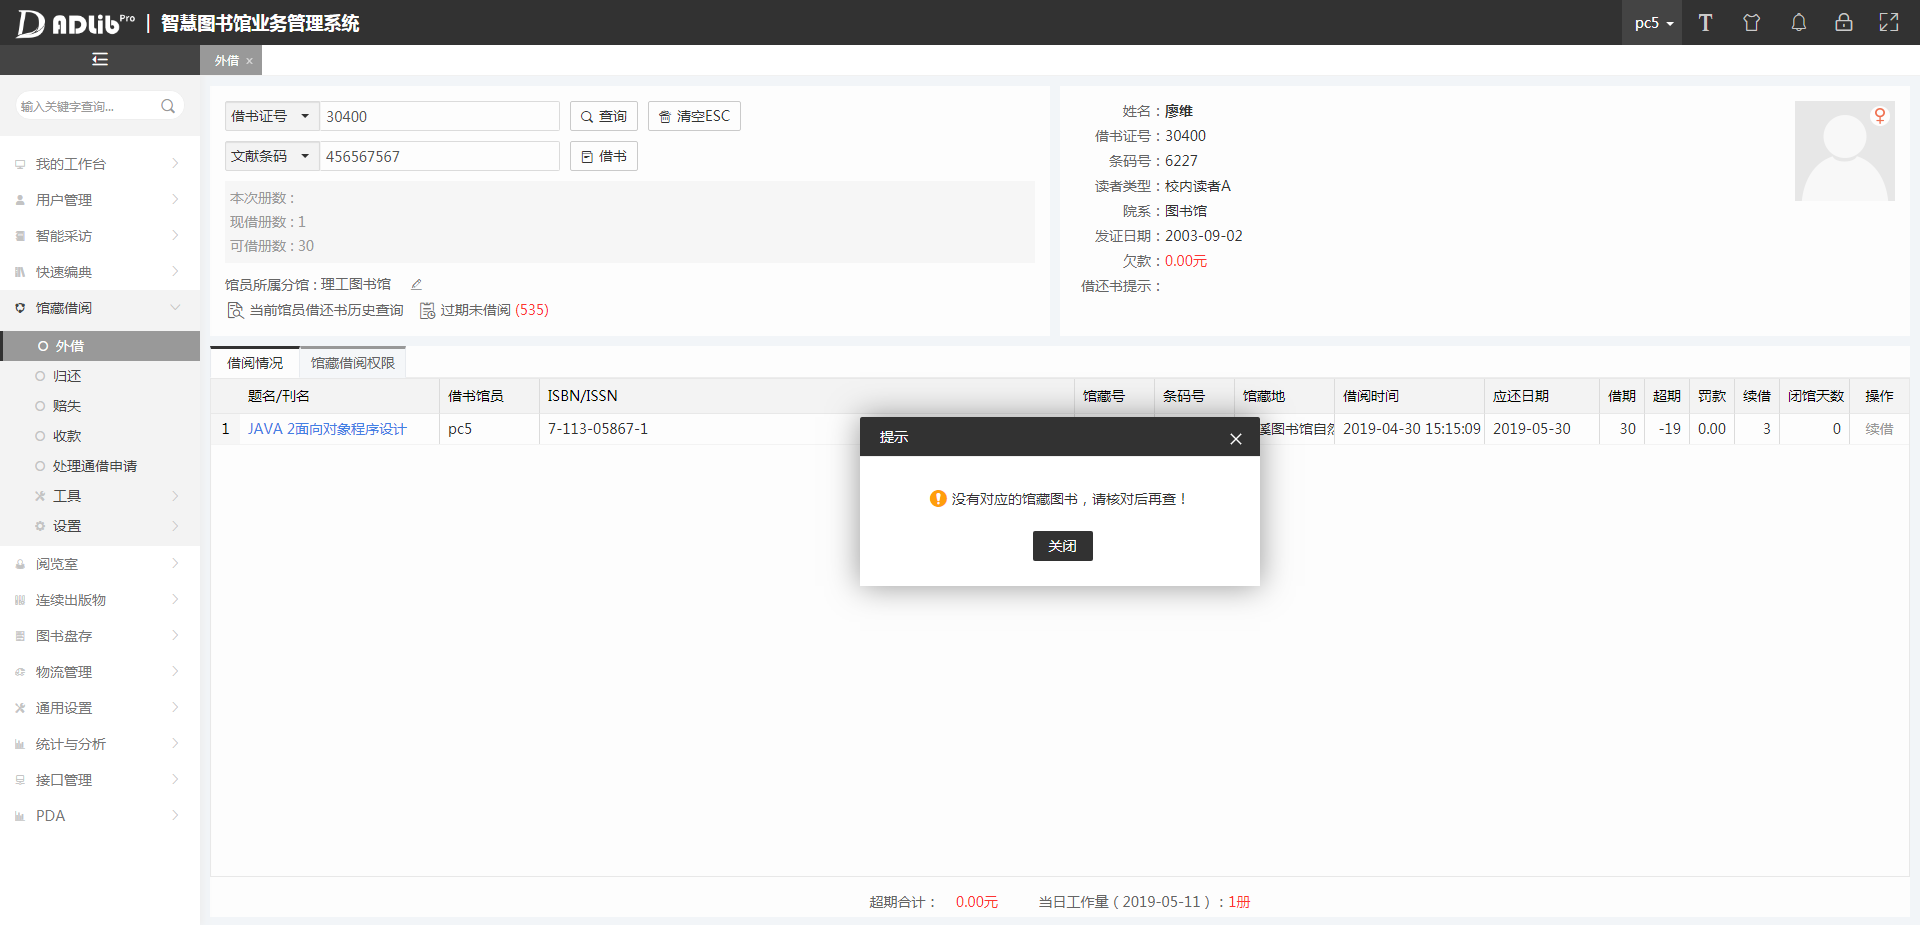 ADLib Pro | 智慧图书馆业务管理系统
pc5
T
外借 ×
输入关键字查询...
我的工作台
用户管理
智能采访
快速编典
馆藏借阅
外借
归还
赔失
收款
处理通借申请
工具
设置
阅览室
连续出版物
图书盘存
物流管理
通用设置
统计与分析
接口管理
PDA
借书证号 30400 查询 清空ESC
文献条码 456567567 借书
本次册数 :
现借册数 : 1
可借册数 : 30
馆员所属分馆 : 理工图书馆
当前馆员借还书历史查询 过期未借阅 (535)
姓名 : 廖维
借书证号 : 30400
条码号 : 6227
读者类型 : 校内读者A
院系 : 图书馆
发证日期 : 2003-09-02
欠款 : 0.00元
借还书提示 :
借阅情况 馆藏借阅权限
题名/刊名 借书馆员 ISBN/ISSN 馆藏号 条码号 馆藏地 借阅时间 应还日期 借期 超期 罚款 续借 闭馆天数 操作
1 JAVA 2面向对象程序设计 pc5 7-113-05867-1 溪图书馆自然 2019-04-30 15:15:09 2019-05-30 30 -19 0.00 3 0 续借
提示
没有对应的馆藏图书，请核对后再查！
关闭
超期合计： 0.00元 当日工作量（2019-05-11）: 1册